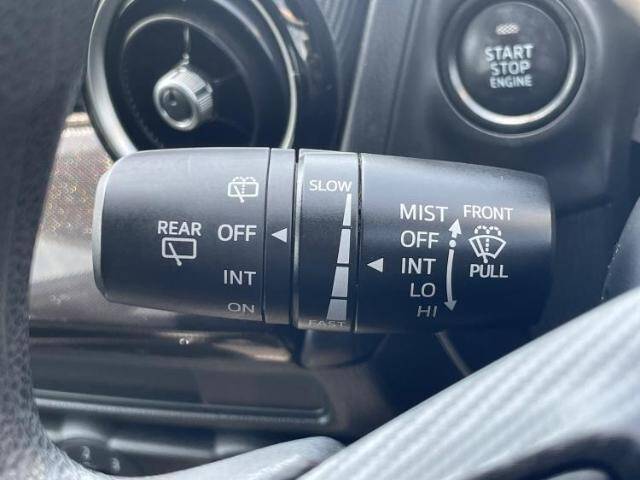 START
STOP
ENGINE
REAR
OFF
INT
ON
SLOW
FAST
MIST
OFF
INT
LO
HI
FRONT
PULL